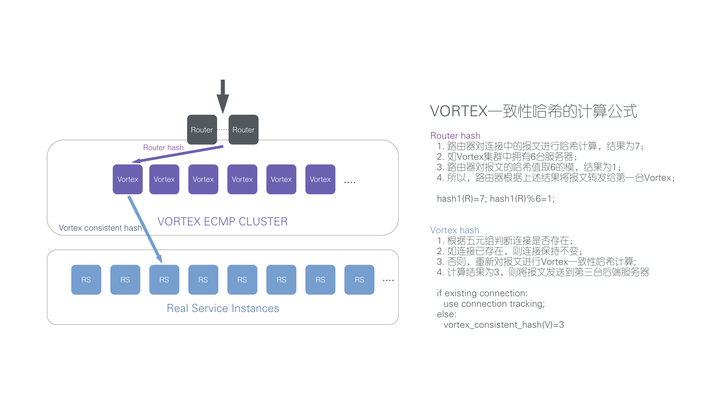 Router
......
Router
Router hash
Vortex
Vortex
Vortex
Vortex
Vortex
Vortex
....
VORTEX ECMP CLUSTER
Vortex consistent hash
RS
RS
RS
RS
RS
RS
RS
RS
....
Real Service Instances
VORTEX一致性哈希的计算公式
Router hash
1. 路由器对连接中的报文进行哈希计算，结果为7；
2. 如Vortex集群中拥有6台服务器；
3. 路由器对报文的哈希值取6的模，结果为1；
4. 所以，路由器根据上述结果将报文转发给第一台Vortex；
hash1(R)=7; hash1(R)%6=1;
Vortex hash
1. 根据五元组判断连接是否存在；
2. 如连接已存在，则连接保持不变；
3. 否则，重新对报文进行Vortex一致性哈希计算;
4. 计算结果为3，则将报文发送到第三台后端服务器
if existing connection:
use connection tracking;
else:
vortex_consistent_hash(V)=3